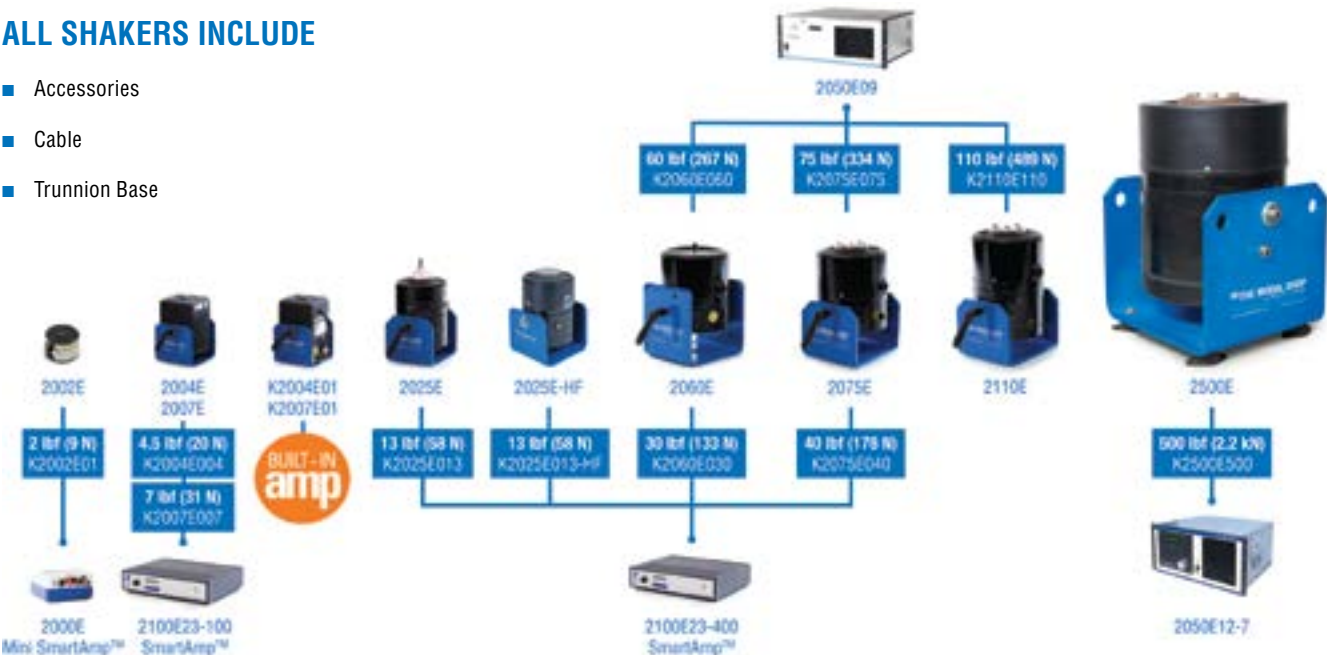 ALL SHAKERS INCLUDE
■ Accessories
■ Cable
■ Trunnion Base
2050E09
60 lbf (267 N)
K2060E060
75 lbf (334 N)
K2075E075
110 lbf (489 N)
K2110E110
THE MODAL SHOP
2002E
2004E
2007E
K2004E01
K2007E01
2025E
2025E-HF
2060E
2075E
2110E
2500E
2 lbf (9 N)
K2002E01
4.5 lbf (20 N)
K2004E004
7 lbf (31 N)
K2007E007
BUILT-IN
amp
13 lbf (58 N)
K2025E013
13 lbf (58 N)
K2025E013-HF
30 lbf (133 N)
K2060E030
40 lbf (178 N)
K2075E040
500 lbf (2.2 kN)
K2500E500
2000E
Mini SmartAmp™
2100E23-100
SmartAmp™
2100E23-400
SmartAmp™
2050E12-7